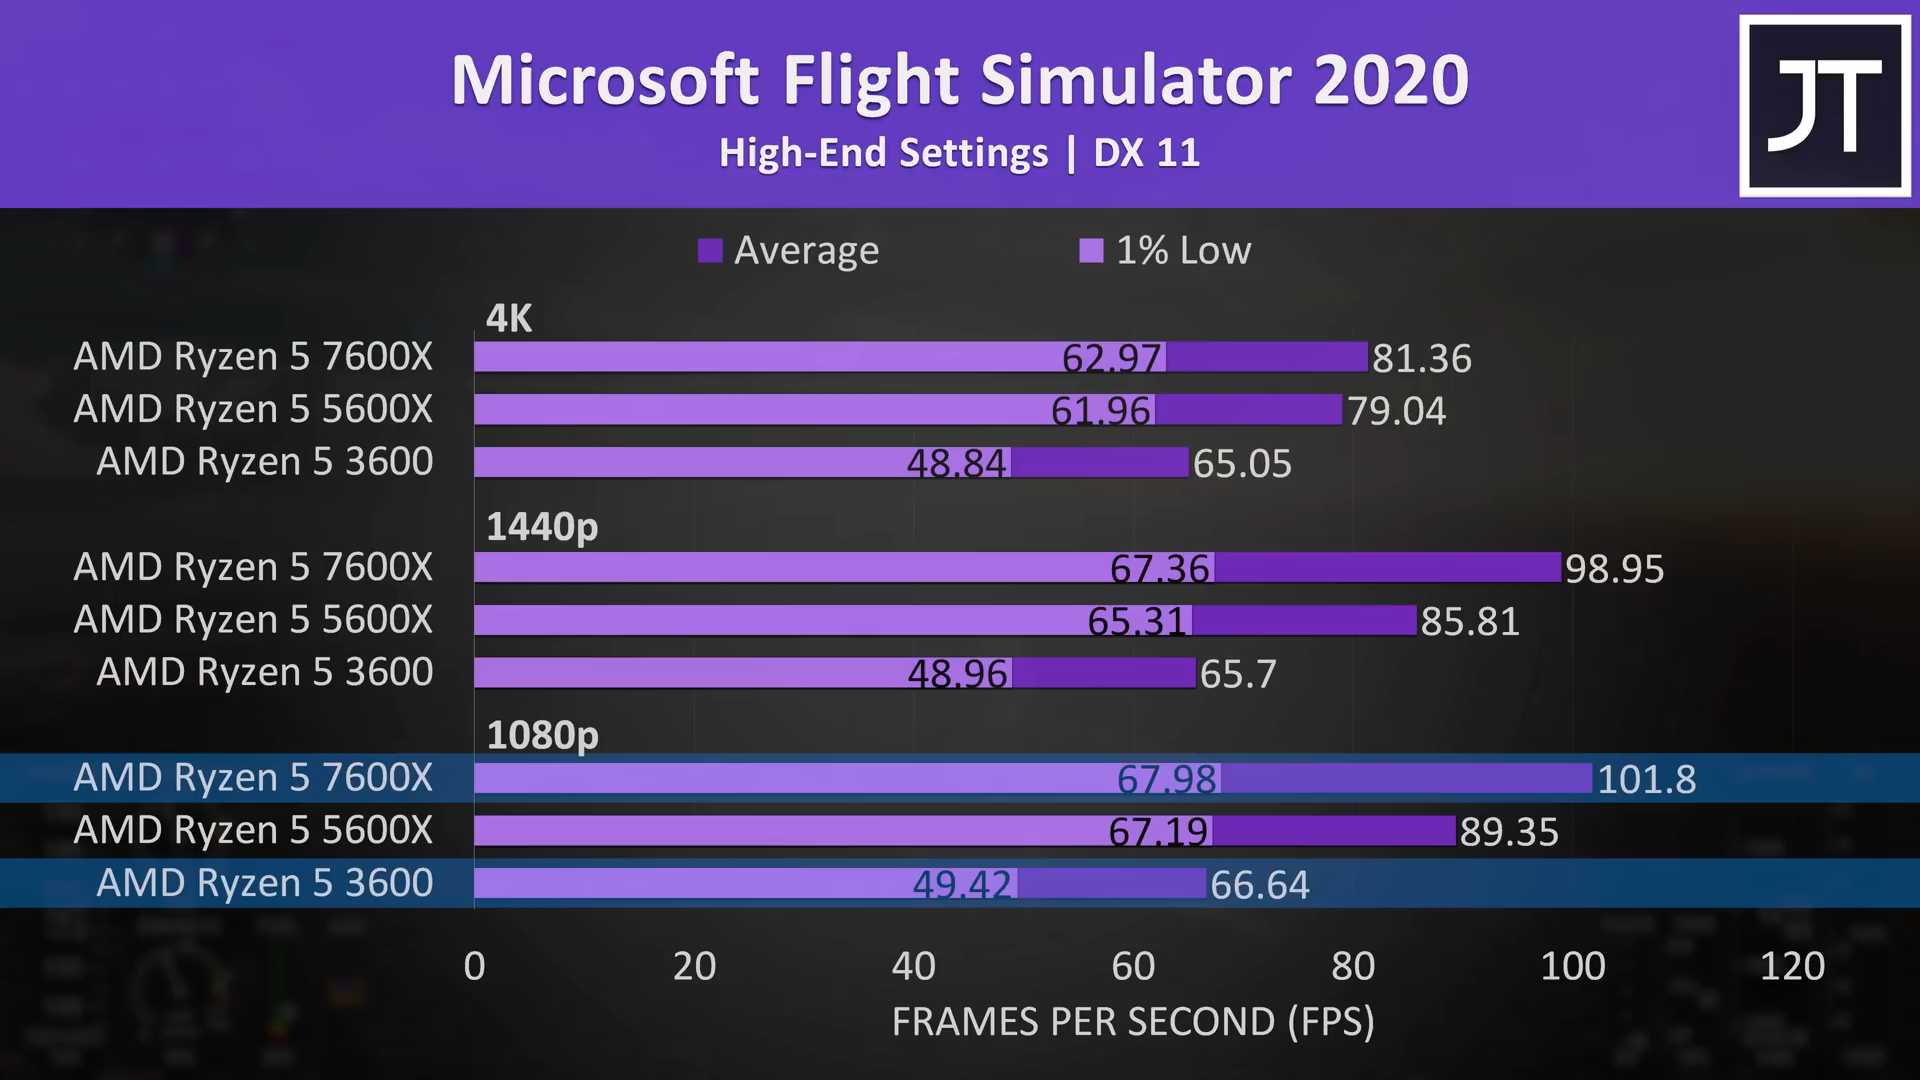 Microsoft Flight Simulator 2020
High-End Settings | DX 11
JT
Average
1% Low
4K
AMD Ryzen 5 7600X 62.97 81.36
AMD Ryzen 5 5600X 61.96 79.04
AMD Ryzen 5 3600 48.84 65.05
1440p
AMD Ryzen 5 7600X 67.36 98.95
AMD Ryzen 5 5600X 65.31 85.81
AMD Ryzen 5 3600 48.96 65.7
1080p
AMD Ryzen 5 7600X 67.98 101.8
AMD Ryzen 5 5600X 67.19 89.35
AMD Ryzen 5 3600 49.42 66.64
0 20 40 60 80 100 120
FRAMES PER SECOND (FPS)